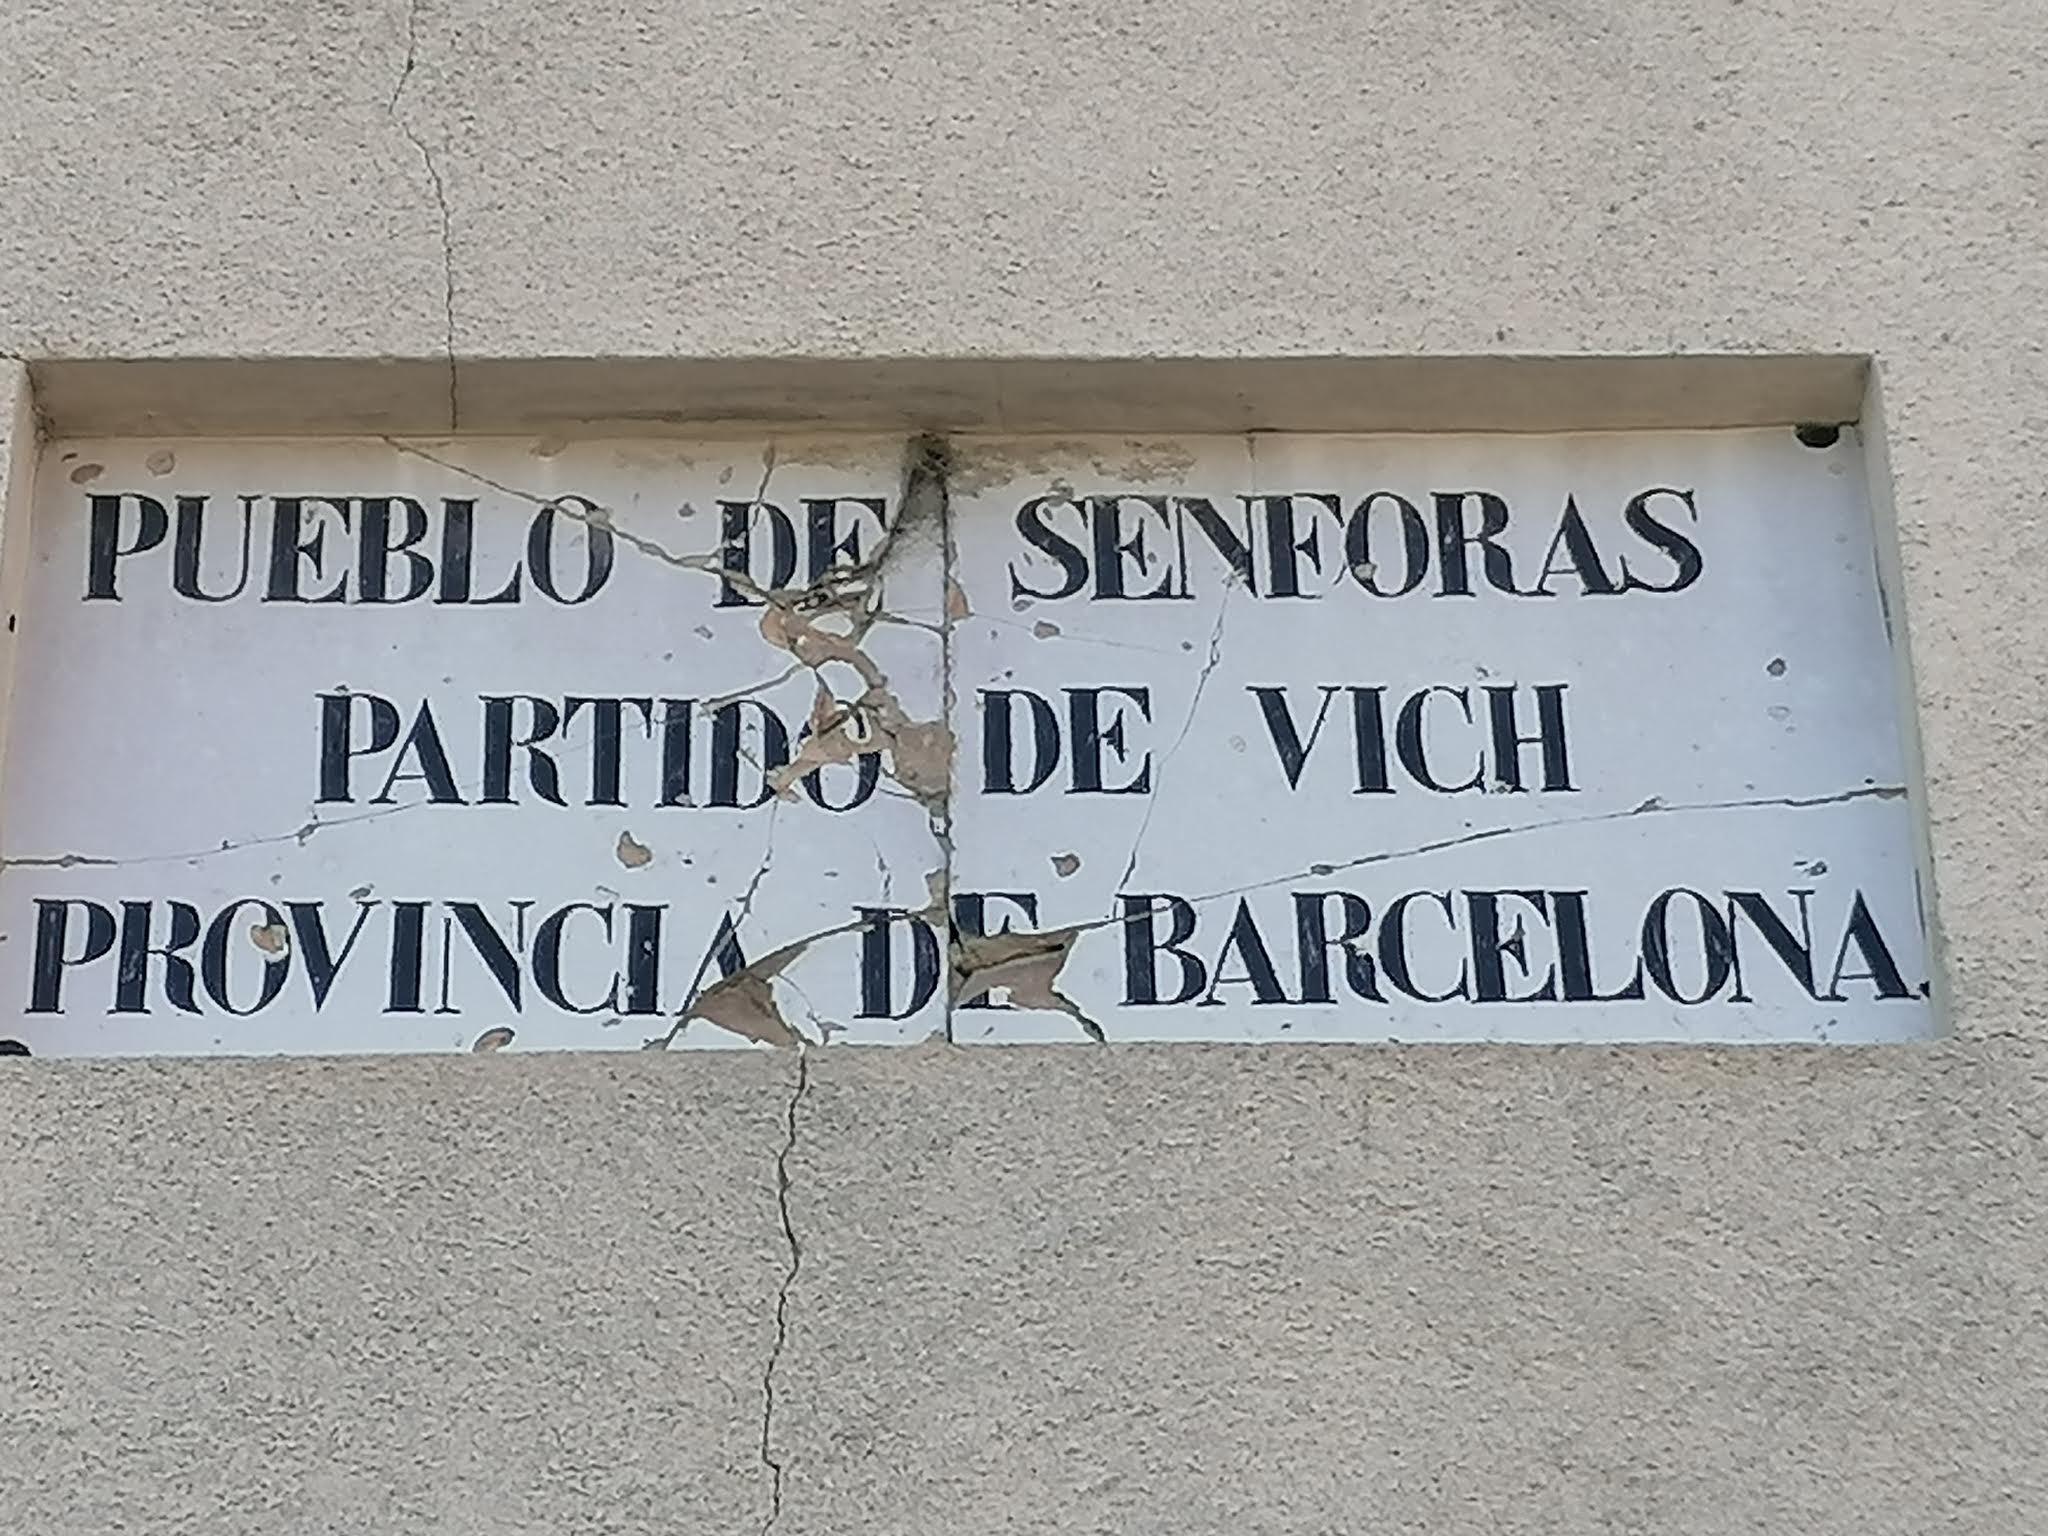 PUEBLO DE SENFORAS
PARTIDO DE VICH
PROVINCIA DE BARCELONA.